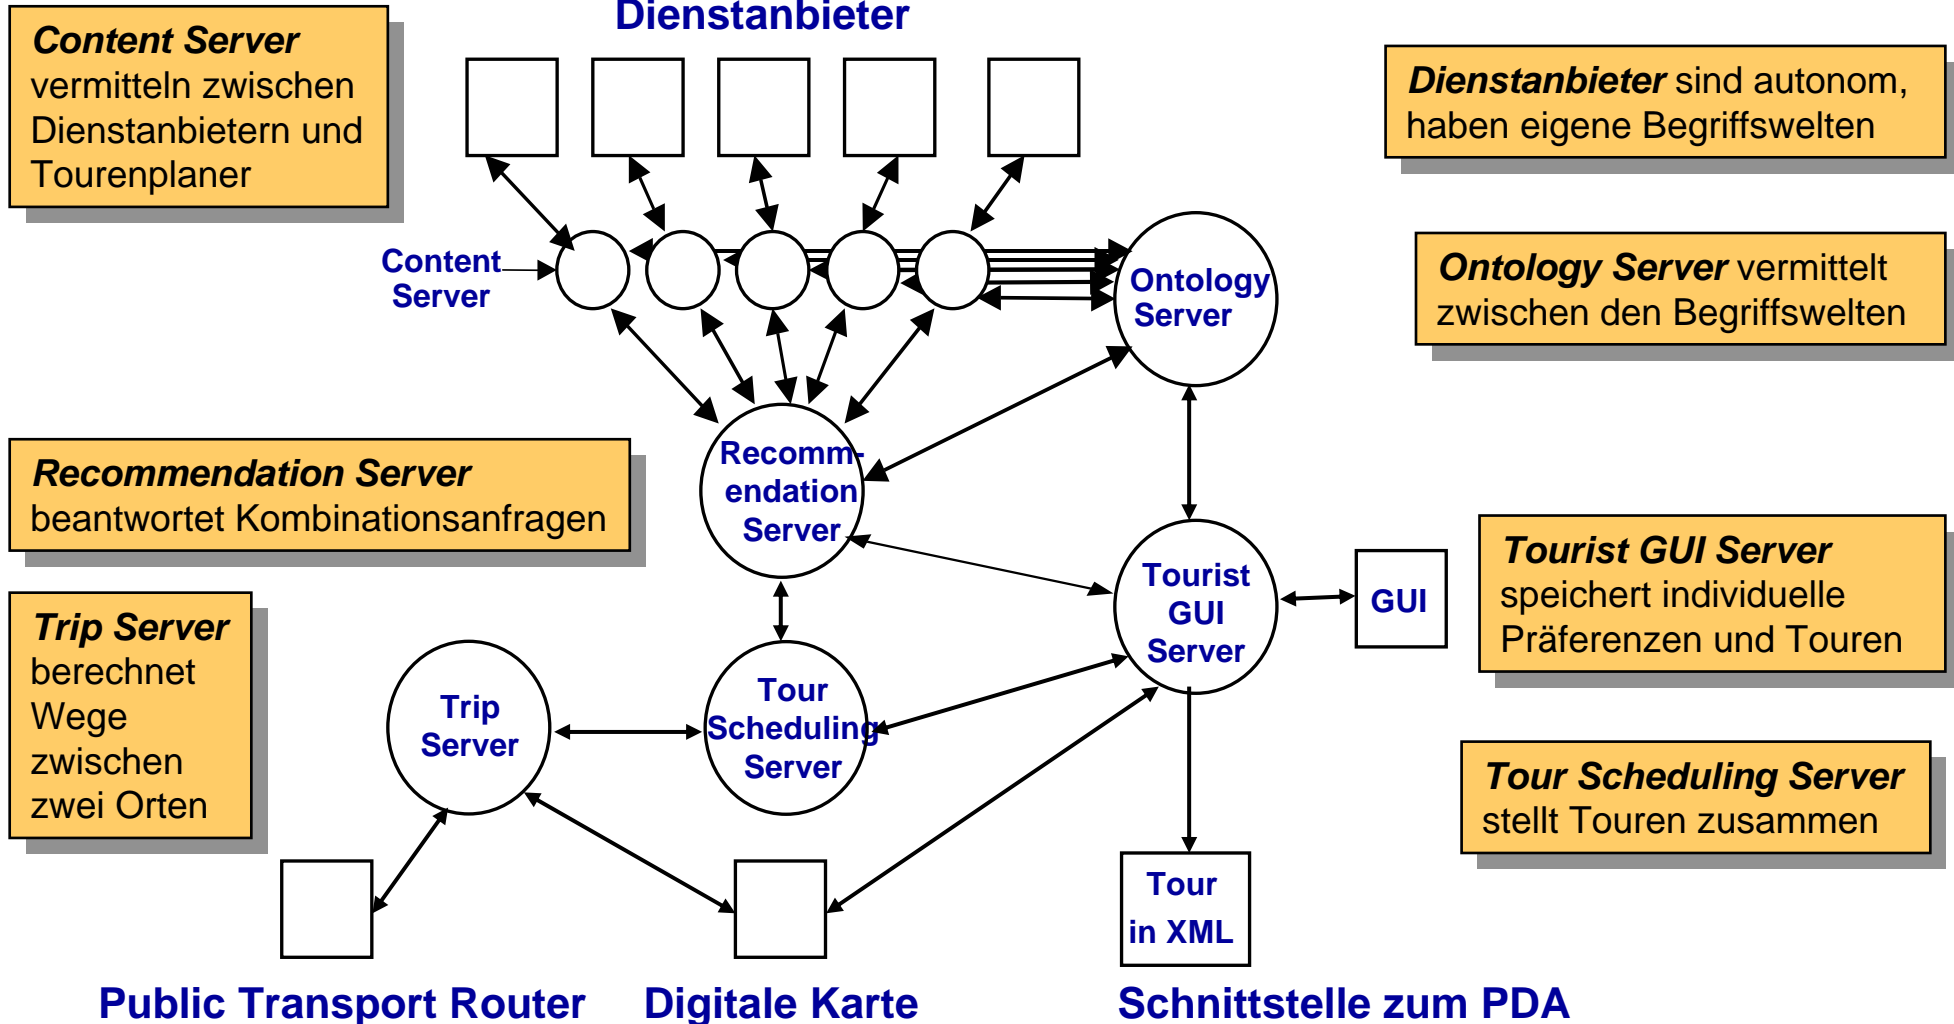 Dienstanbieter
Content Server
vermitteln zwischen
Dienstanbietern und
Tourenplaner
Dienstanbieter sind autonom,
haben eigene Begriffswelten
Content
Server
Ontology
Server
Ontology Server vermittelt
zwischen den Begriffswelten
Recommendation Server
beantwortet Kombinationsanfragen
Recomm-
endation
Server
Tourist
GUI
Server
GUI
Tourist GUI Server
speichert individuelle
Präferenzen und Touren
Trip Server
berechnet
Wege
zwischen
zwei Orten
Trip
Server
Tour
Scheduling
Server
Tour Scheduling Server
stellt Touren zusammen
Tour
in XML
Public Transport Router
Digitale Karte
Schnittstelle zum PDA